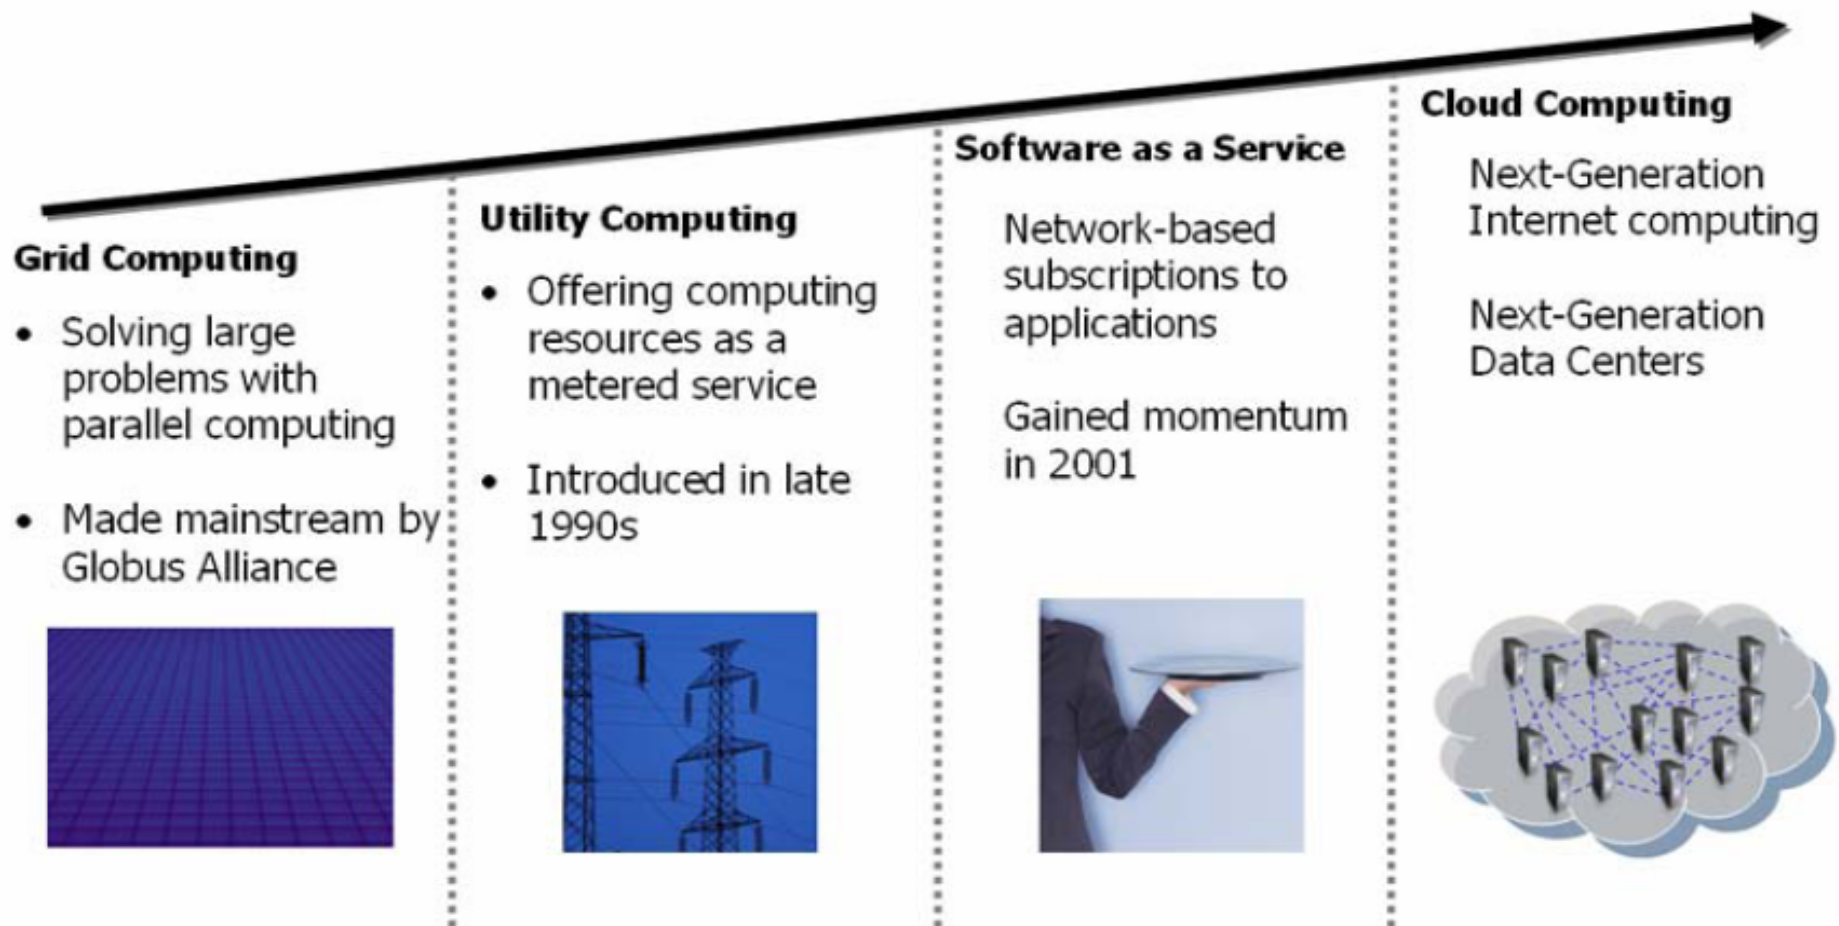 Grid Computing
• Solving large
problems with
parallel computing
• Made mainstream by
Globus Alliance
Utility Computing
• Offering computing
resources as a
metered service
• Introduced in late
1990s
Software as a Service
Network-based
subscriptions to
applications
Gained momentum
in 2001
Cloud Computing
Next-Generation
Internet computing
Next-Generation
Data Centers